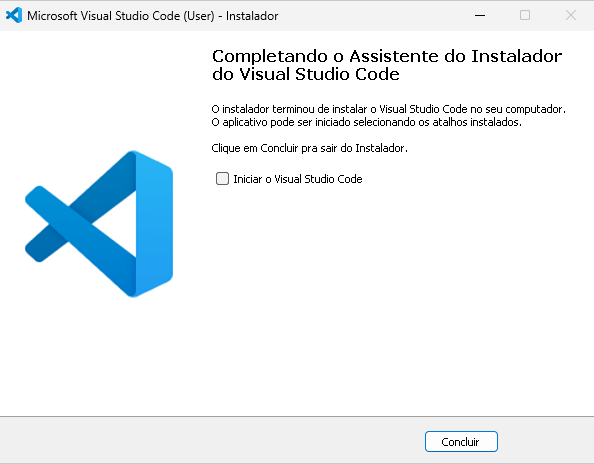 Microsoft Visual Studio Code (User) - Instalador
Completando o Assistente do Instalador
do Visual Studio Code
O instalador terminou de instalar o Visual Studio Code no seu computador.
O aplicativo pode ser iniciado selecionando os atalhos instalados.
Clique em Concluir pra sair do Instalador.
Iniciar o Visual Studio Code
Concluir